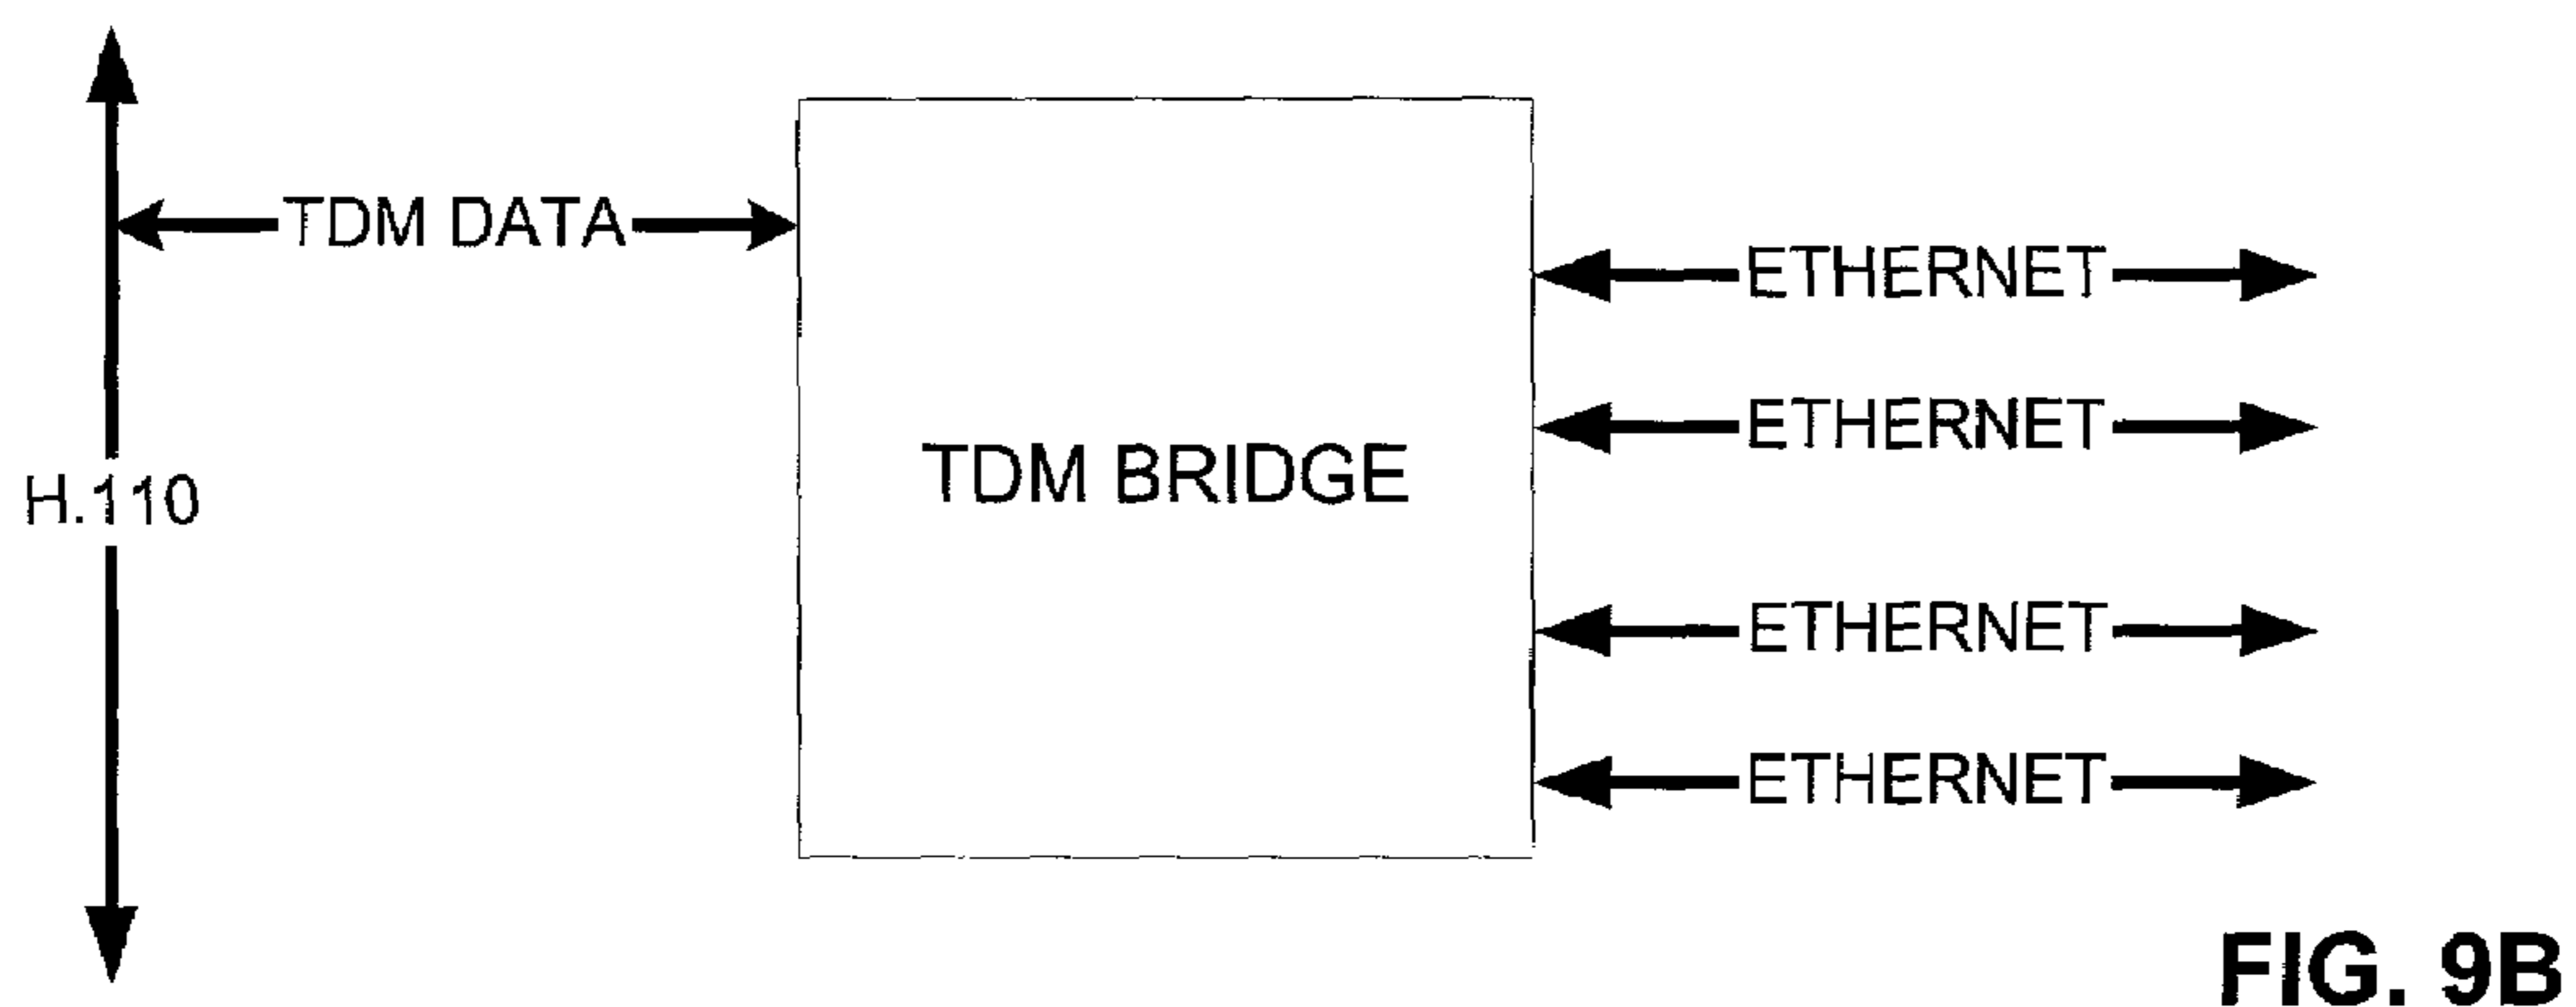 TDM DATA
ETHERNET
ETHERNET
TDM BRIDGE
H.110
ETHERNET
ETHERNET
FIG. 9B